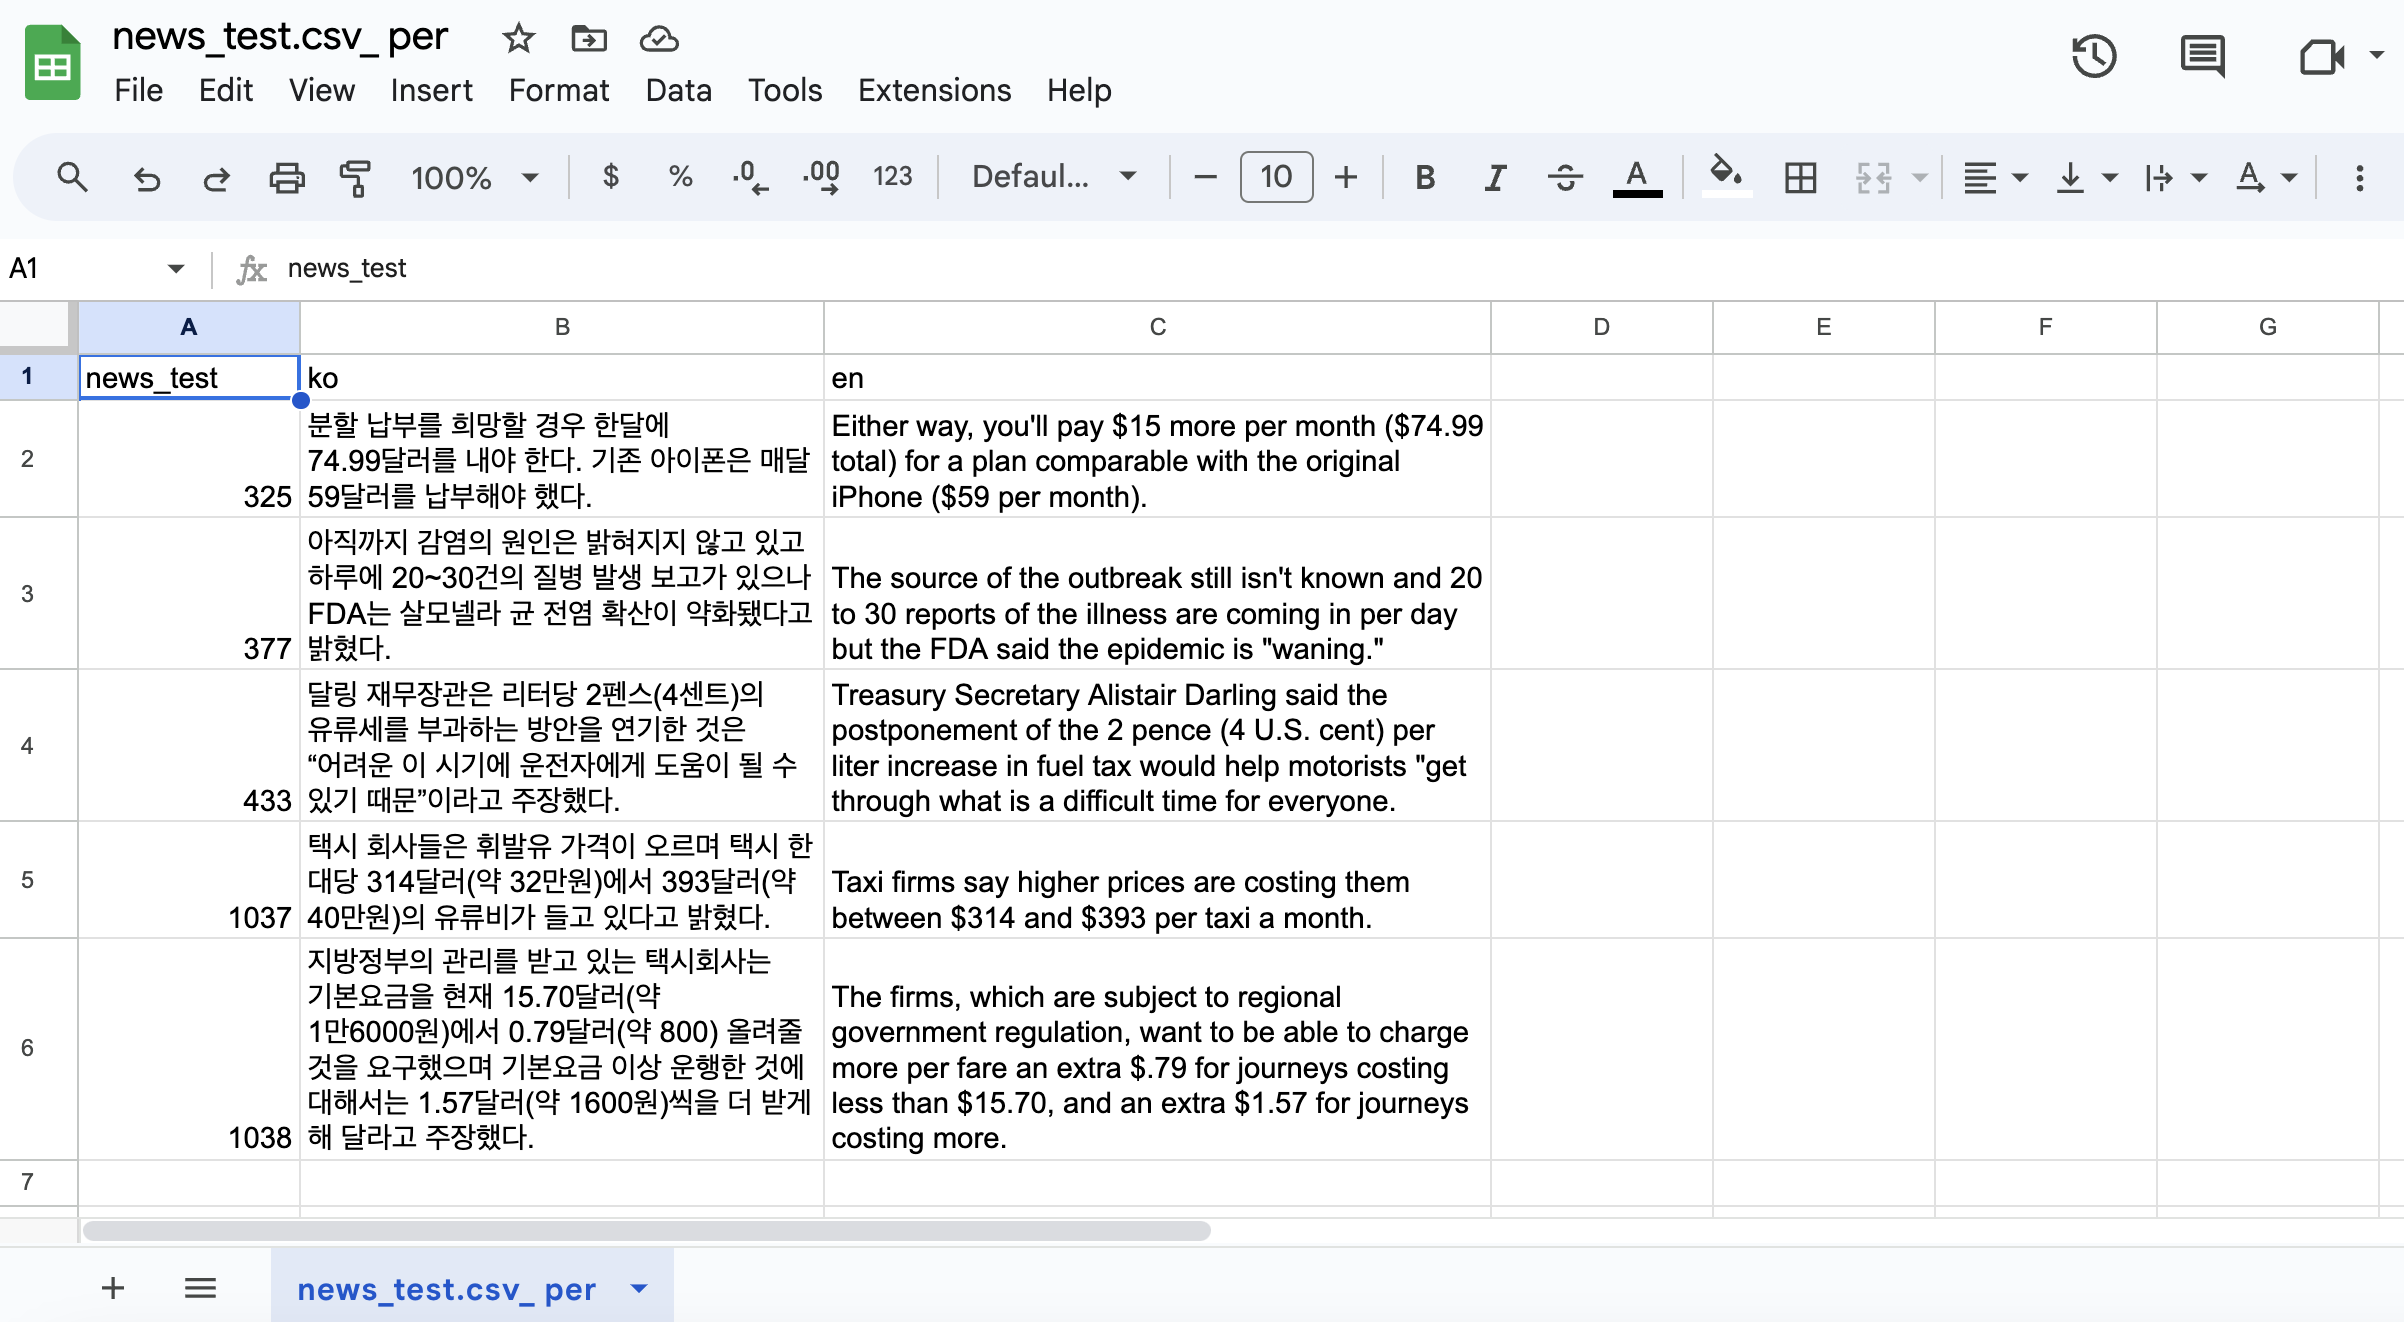 news_test.csv_ per
File Edit View Insert Format Data Tools Extensions Help
100% $ % .0 .00 123 Defaul... − 10 + B I A A
A1 fx news_test
A B C D E F G
1 news_test ko en
2
325
분할 납부를 희망할 경우 한달에
74.99달러를 내야 한다. 기존 아이폰은 매달
59달러를 납부해야 했다.
Either way, you'll pay $15 more per month ($74.99
total) for a plan comparable with the original
iPhone ($59 per month).
3
377
아직까지 감염의 원인은 밝혀지지 않고 있고
하루에 20~30건의 질병 발생 보고가 있으나
FDA는 살모넬라 균 전염 확산이 약화됐다고
밝혔다.
The source of the outbreak still isn't known and 20
to 30 reports of the illness are coming in per day
but the FDA said the epidemic is "waning."
4
433
달링 재무장관은 리터당 2펜스(4센트)의
유류세를 부과하는 방안을 연기한 것은
“어려운 이 시기에 운전자에게 도움이 될 수
있기 때문”이라고 주장했다.
Treasury Secretary Alistair Darling said the
postponement of the 2 pence (4 U.S. cent) per
liter increase in fuel tax would help motorists "get
through what is a difficult time for everyone.
5
1037
택시 회사들은 휘발유 가격이 오르며 택시 한
대당 314달러(약 32만원)에서 393달러(약
40만원)의 유류비가 들고 있다고 밝혔다.
Taxi firms say higher prices are costing them
between $314 and $393 per taxi a month.
6
1038
지방정부의 관리를 받고 있는 택시회사는
기본요금을 현재 15.70달러(약
1만6000원)에서 0.79달러(약 800) 올려줄
것을 요구했으며 기본요금 이상 운행한 것에
대해서는 1.57달러(약 1600원)씩을 더 받게
해 달라고 주장했다.
The firms, which are subject to regional
government regulation, want to be able to charge
more per fare an extra $.79 for journeys costing
less than $15.70, and an extra $1.57 for journeys
costing more.
7
news_test.csv_ per